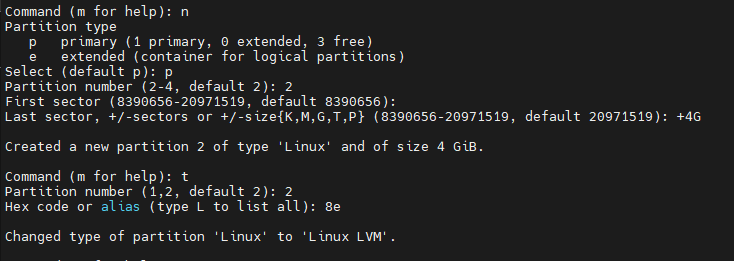 Command (m for help): n
Partition type
p primary (1 primary, 0 extended, 3 free)
e extended (container for logical partitions)
Select (default p): p
Partition number (2-4, default 2): 2
First sector (8390656-20971519, default 8390656):
Last sector, +/-sectors or +/-size{K,M,G,T,P} (8390656-20971519, default 20971519): +4G
Created a new partition 2 of type 'Linux' and of size 4 GiB.
Command (m for help): t
Partition number (1,2, default 2): 2
Hex code or alias (type L to list all): 8e
Changed type of partition 'Linux' to 'Linux LVM'.